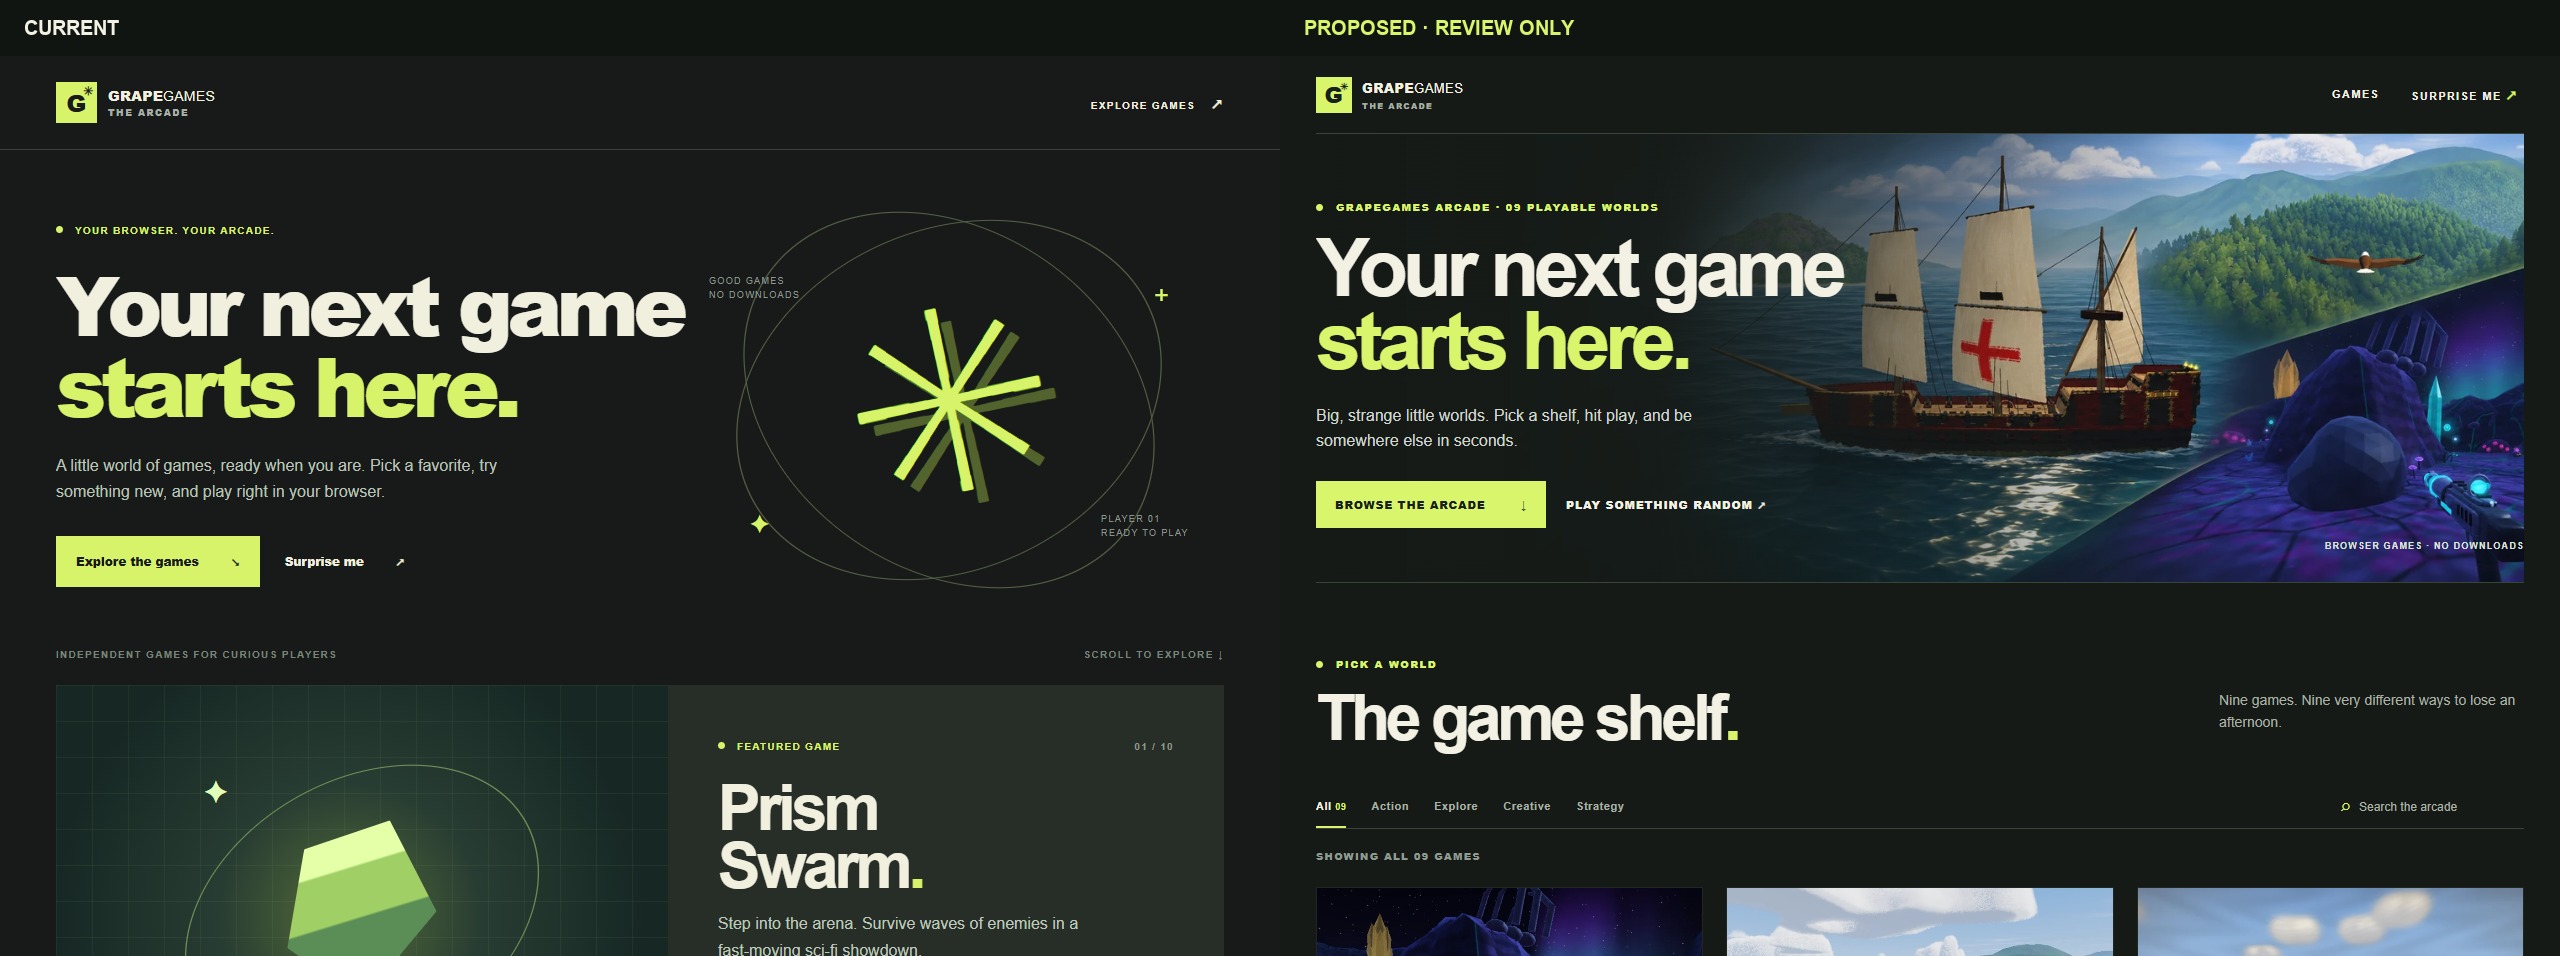 CURRENT
G*
GRAPEGAMES
THE ARCADE
EXPLORE GAMES ↗
YOUR BROWSER. YOUR ARCADE.
Your next game
starts here.
A little world of games, ready when you are. Pick a favorite, try
something new, and play right in your browser.
Explore the games ↘
Surprise me ↗
GOOD GAMES
NO DOWNLOADS
PLAYER 01
READY TO PLAY
INDEPENDENT GAMES FOR CURIOUS PLAYERS
SCROLL TO EXPLORE ↓
FEATURED GAME
01 / 10
Prism
Swarm.
Step into the arena. Survive waves of enemies in a
fast-moving sci-fi showdown.
PROPOSED · REVIEW ONLY
G*
GRAPEGAMES
THE ARCADE
GAMES
SURPRISE ME ↗
GRAPEGAMES ARCADE · 09 PLAYABLE WORLDS
Your next game
starts here.
Big, strange little worlds. Pick a shelf, hit play, and be
somewhere else in seconds.
BROWSE THE ARCADE ↓
PLAY SOMETHING RANDOM ↗
BROWSER GAMES · NO DOWNLOADS
PICK A WORLD
The game shelf.
Nine games. Nine very different ways to lose an
afternoon.
All 09
Action
Explore
Creative
Strategy
Search the arcade
SHOWING ALL 09 GAMES